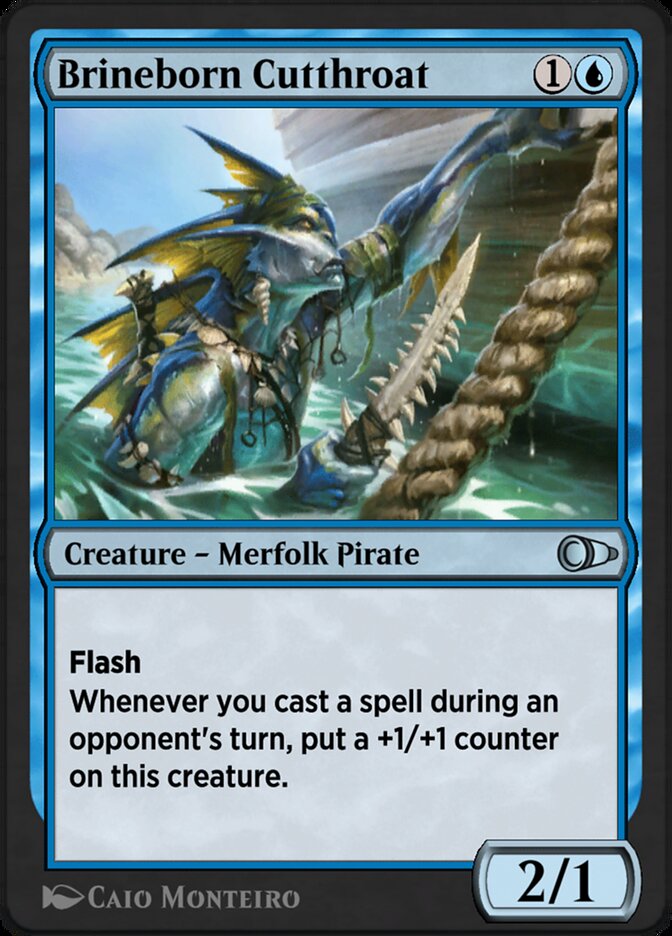 Brineborn Cutthroat 1
Creature – Merfolk Pirate
Flash
Whenever you cast a spell during an
opponent's turn, put a +1/+1 counter
on this creature.
2/1
Caio Monteiro